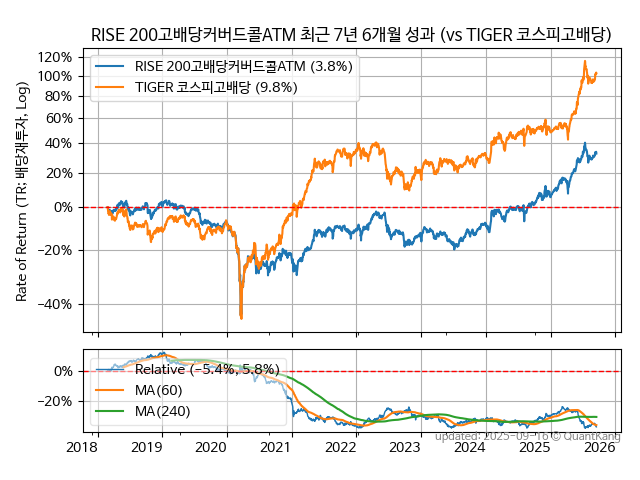 RISE 200고배당커버드콜ATM 최근 7년 6개월 성과 (vs TIGER 코스피고배당)
Rate of Return (TR: 배당재투자, Log)
120%
100%
80%
60%
40%
20%
0%
−20%
−40%
RISE 200고배당커버드콜ATM (3.8%)
TIGER 코스피고배당 (9.8%)
0%
−20%
Relative (−5.4%, 5.8%)
MA(60)
MA(240)
updated: 2025-09-16 © QuantKang
2018 2019 2020 2021 2022 2023 2024 2025 2026